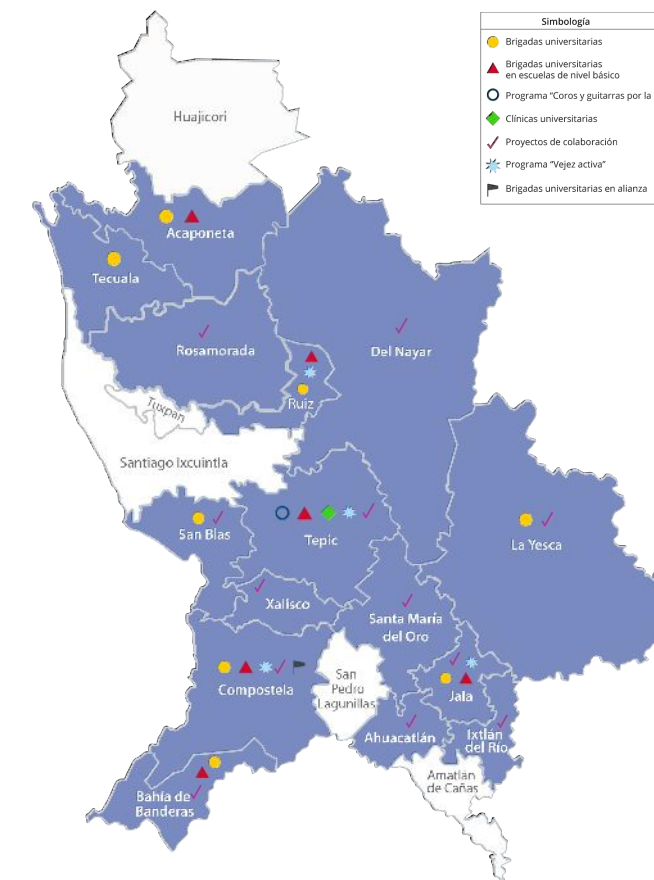 Simbología
Brigadas universitarias
Brigadas universitarias
en escuelas de nivel básico
Programa “Coros y guitarras por la
Clínicas universitarias
Proyectos de colaboración
Programa “Vejez activa”
Brigadas universitarias en alianza
Huajicori
Acaponeta
Tecuala
Rosamorada
Del Nayar
Ruiz
Tuxpan
Santiago Ixcuintla
San Blas
Tepic
La Yesca
Xalisco
Santa María
del Oro
Compostela
San
Pedro
Lagunillas
Jala
Ahuacatlán
Ixtlán
del Río
Amatlán
de Cañas
Bahía de
Banderas